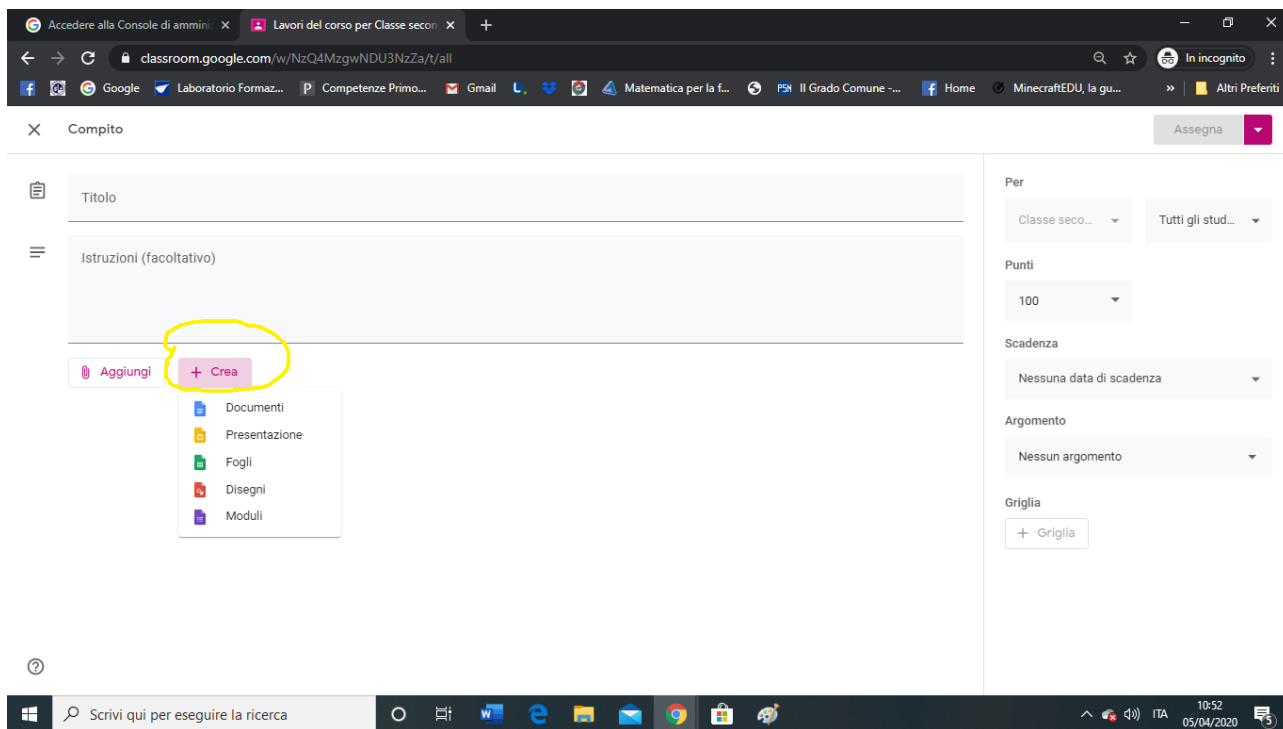 Accedere alla Console di ammini
Lavori del corso per Classe secon
classroom.google.com/w/NzQ4MzgwNDU3NzZa/t/all
In incognito
Google
Laboratorio Formaz...
Competenze Primo...
Gmail
L.
Matematica per la f...
PSN
II Grado Comune -...
Home
MinecraftEDU, la gu...
»
Altri Preferiti
Compito
Assegna
Titolo
Istruzioni (facoltativo)
Aggiungi
+ Crea
Documenti
Presentazione
Fogli
Disegni
Moduli
Per
Classe seco...
Tutti gli stud...
Punti
100
Scadenza
Nessuna data di scadenza
Argomento
Nessun argomento
Griglia
+ Griglia
Scrivi qui per eseguire la ricerca
ITA
10:52
05/04/2020
5